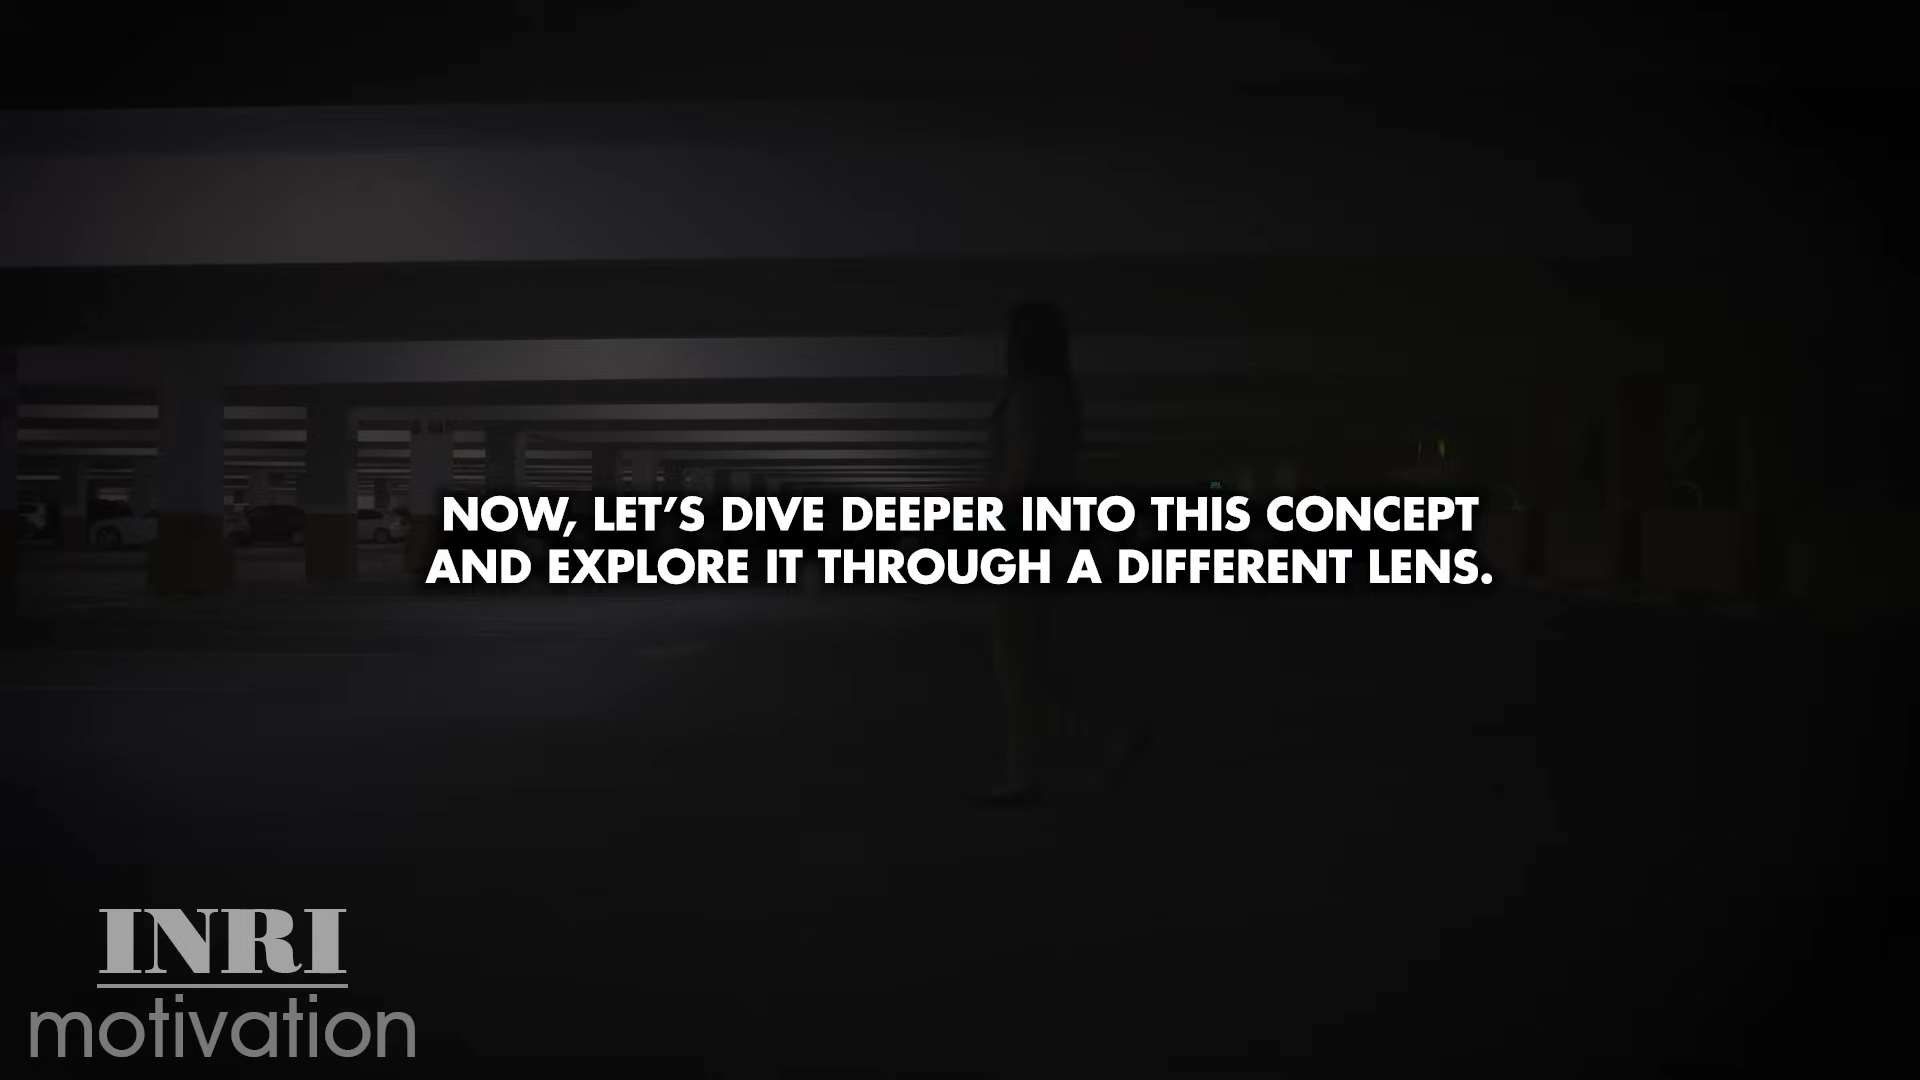 NOW, LET’S DIVE DEEPER INTO THIS CONCEPT
AND EXPLORE IT THROUGH A DIFFERENT LENS.
INRI
motivation